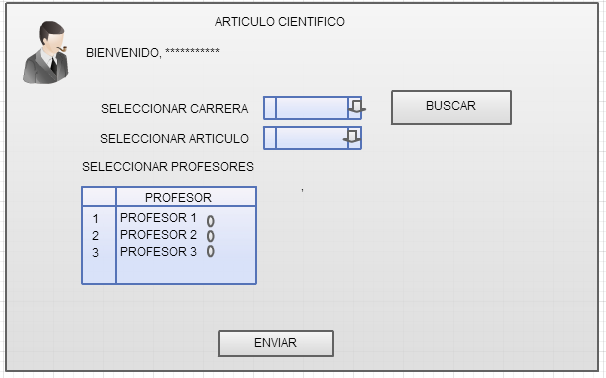 ARTICULO CIENTIFICO
BIENVENIDO, ***********
SELECCIONAR CARRERA
BUSCAR
SELECCIONAR ARTICULO
SELECCIONAR PROFESORES
,
PROFESOR
1 PROFESOR 1
2 PROFESOR 2
3 PROFESOR 3
ENVIAR